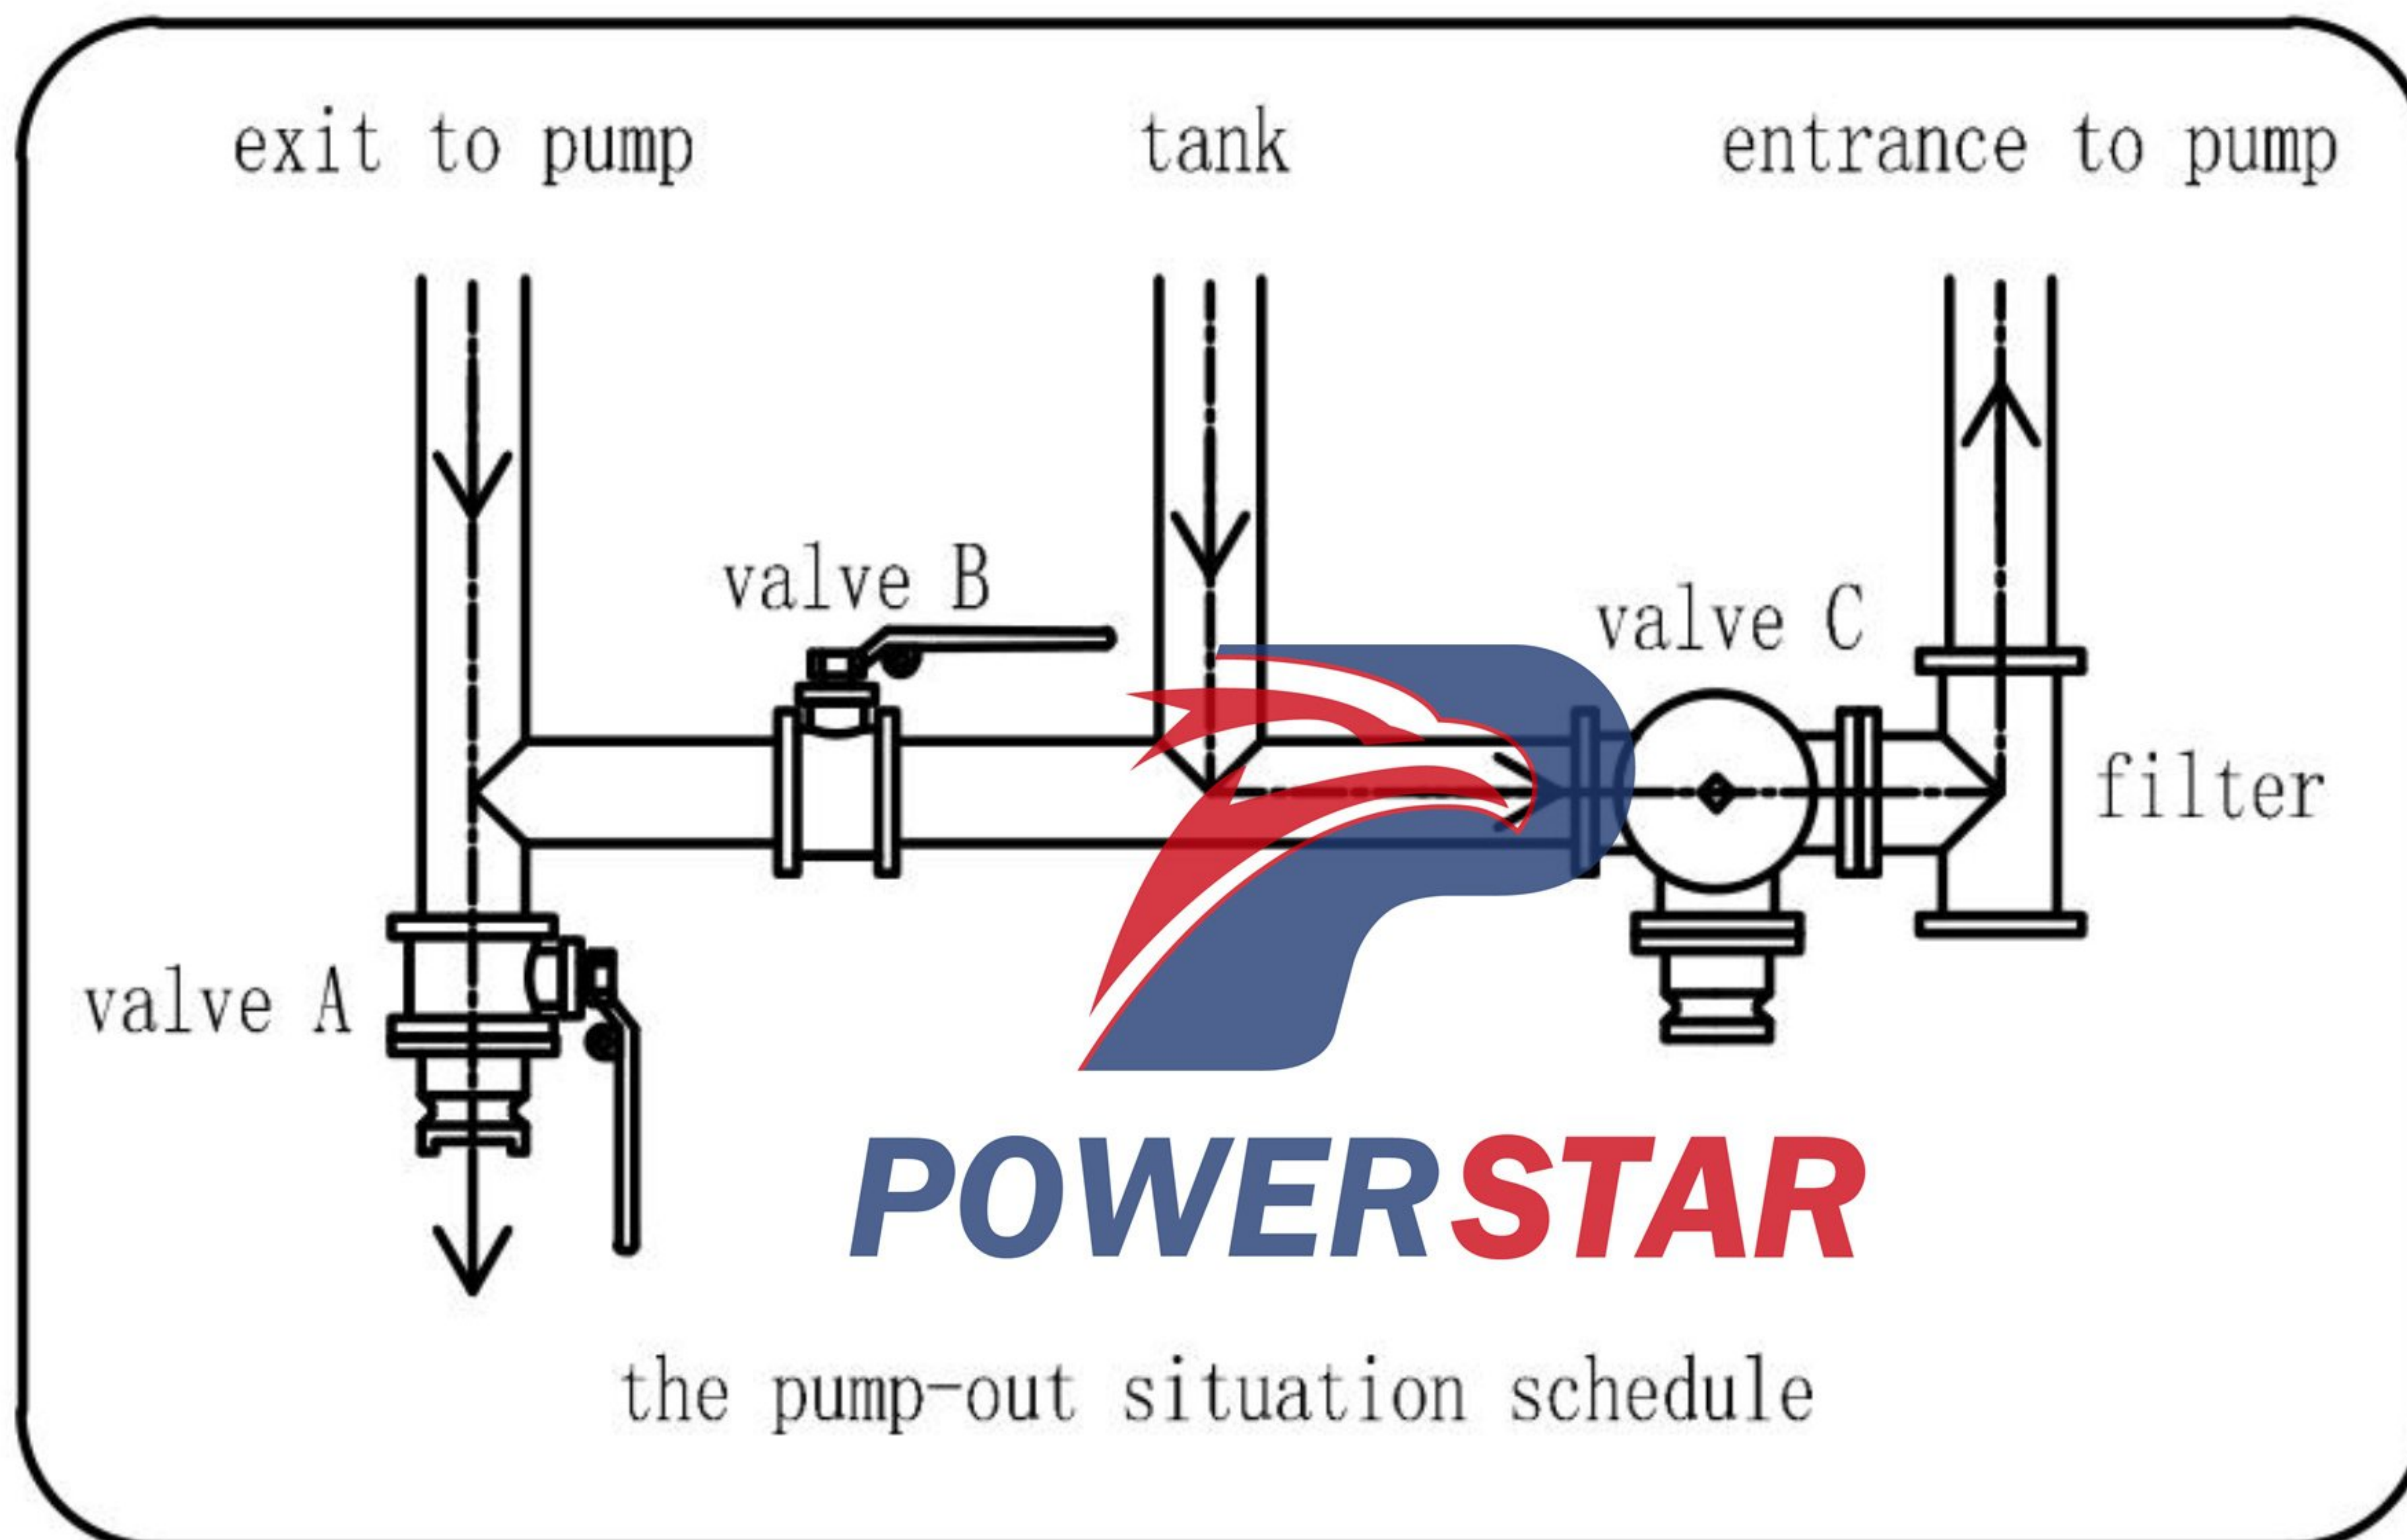 exit to pump
tank
entrance to pump
valve B
valve C
filter
valve A
POWERSTAR
the pump-out situation schedule